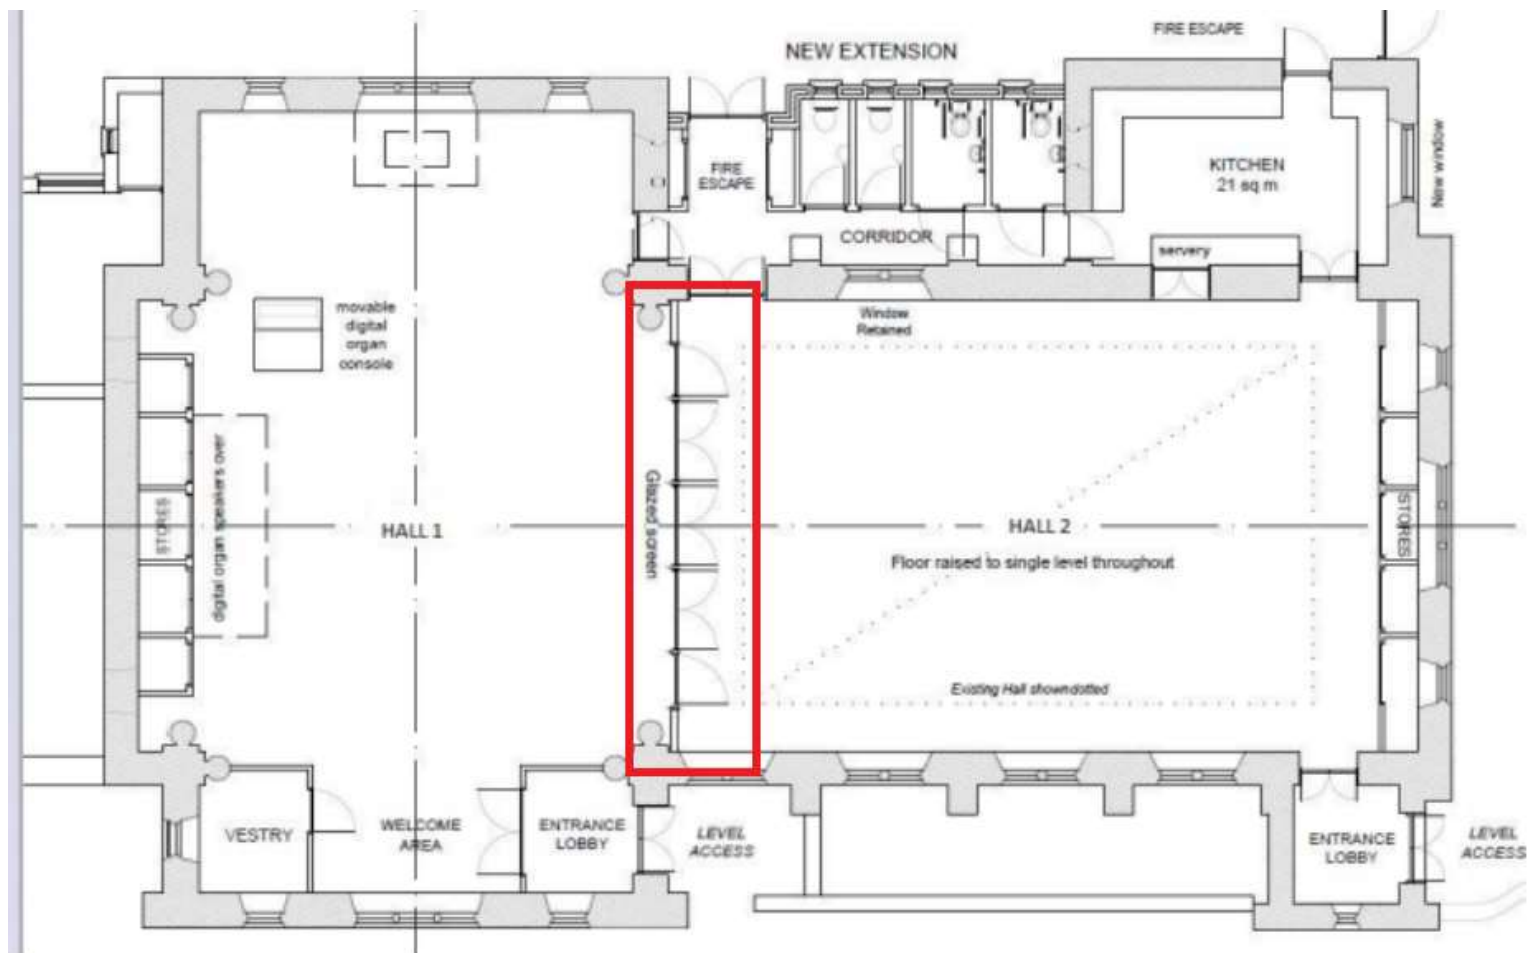 FIRE ESCAPE
NEW EXTENSION
FIRE
ESCAPE
KITCHEN
21 sq m
New window
CORRIDOR
servery
movable
digital
organ
console
Window
Retained
STORES
digital organ speakers over
HALL 1
Glazed screen
HALL 2
Floor raised to single level throughout
STORES
Existing Hall showndotted
VESTRY
WELCOME
AREA
ENTRANCE
LOBBY
LEVEL
ACCESS
ENTRANCE
LOBBY
LEVEL
ACCESS